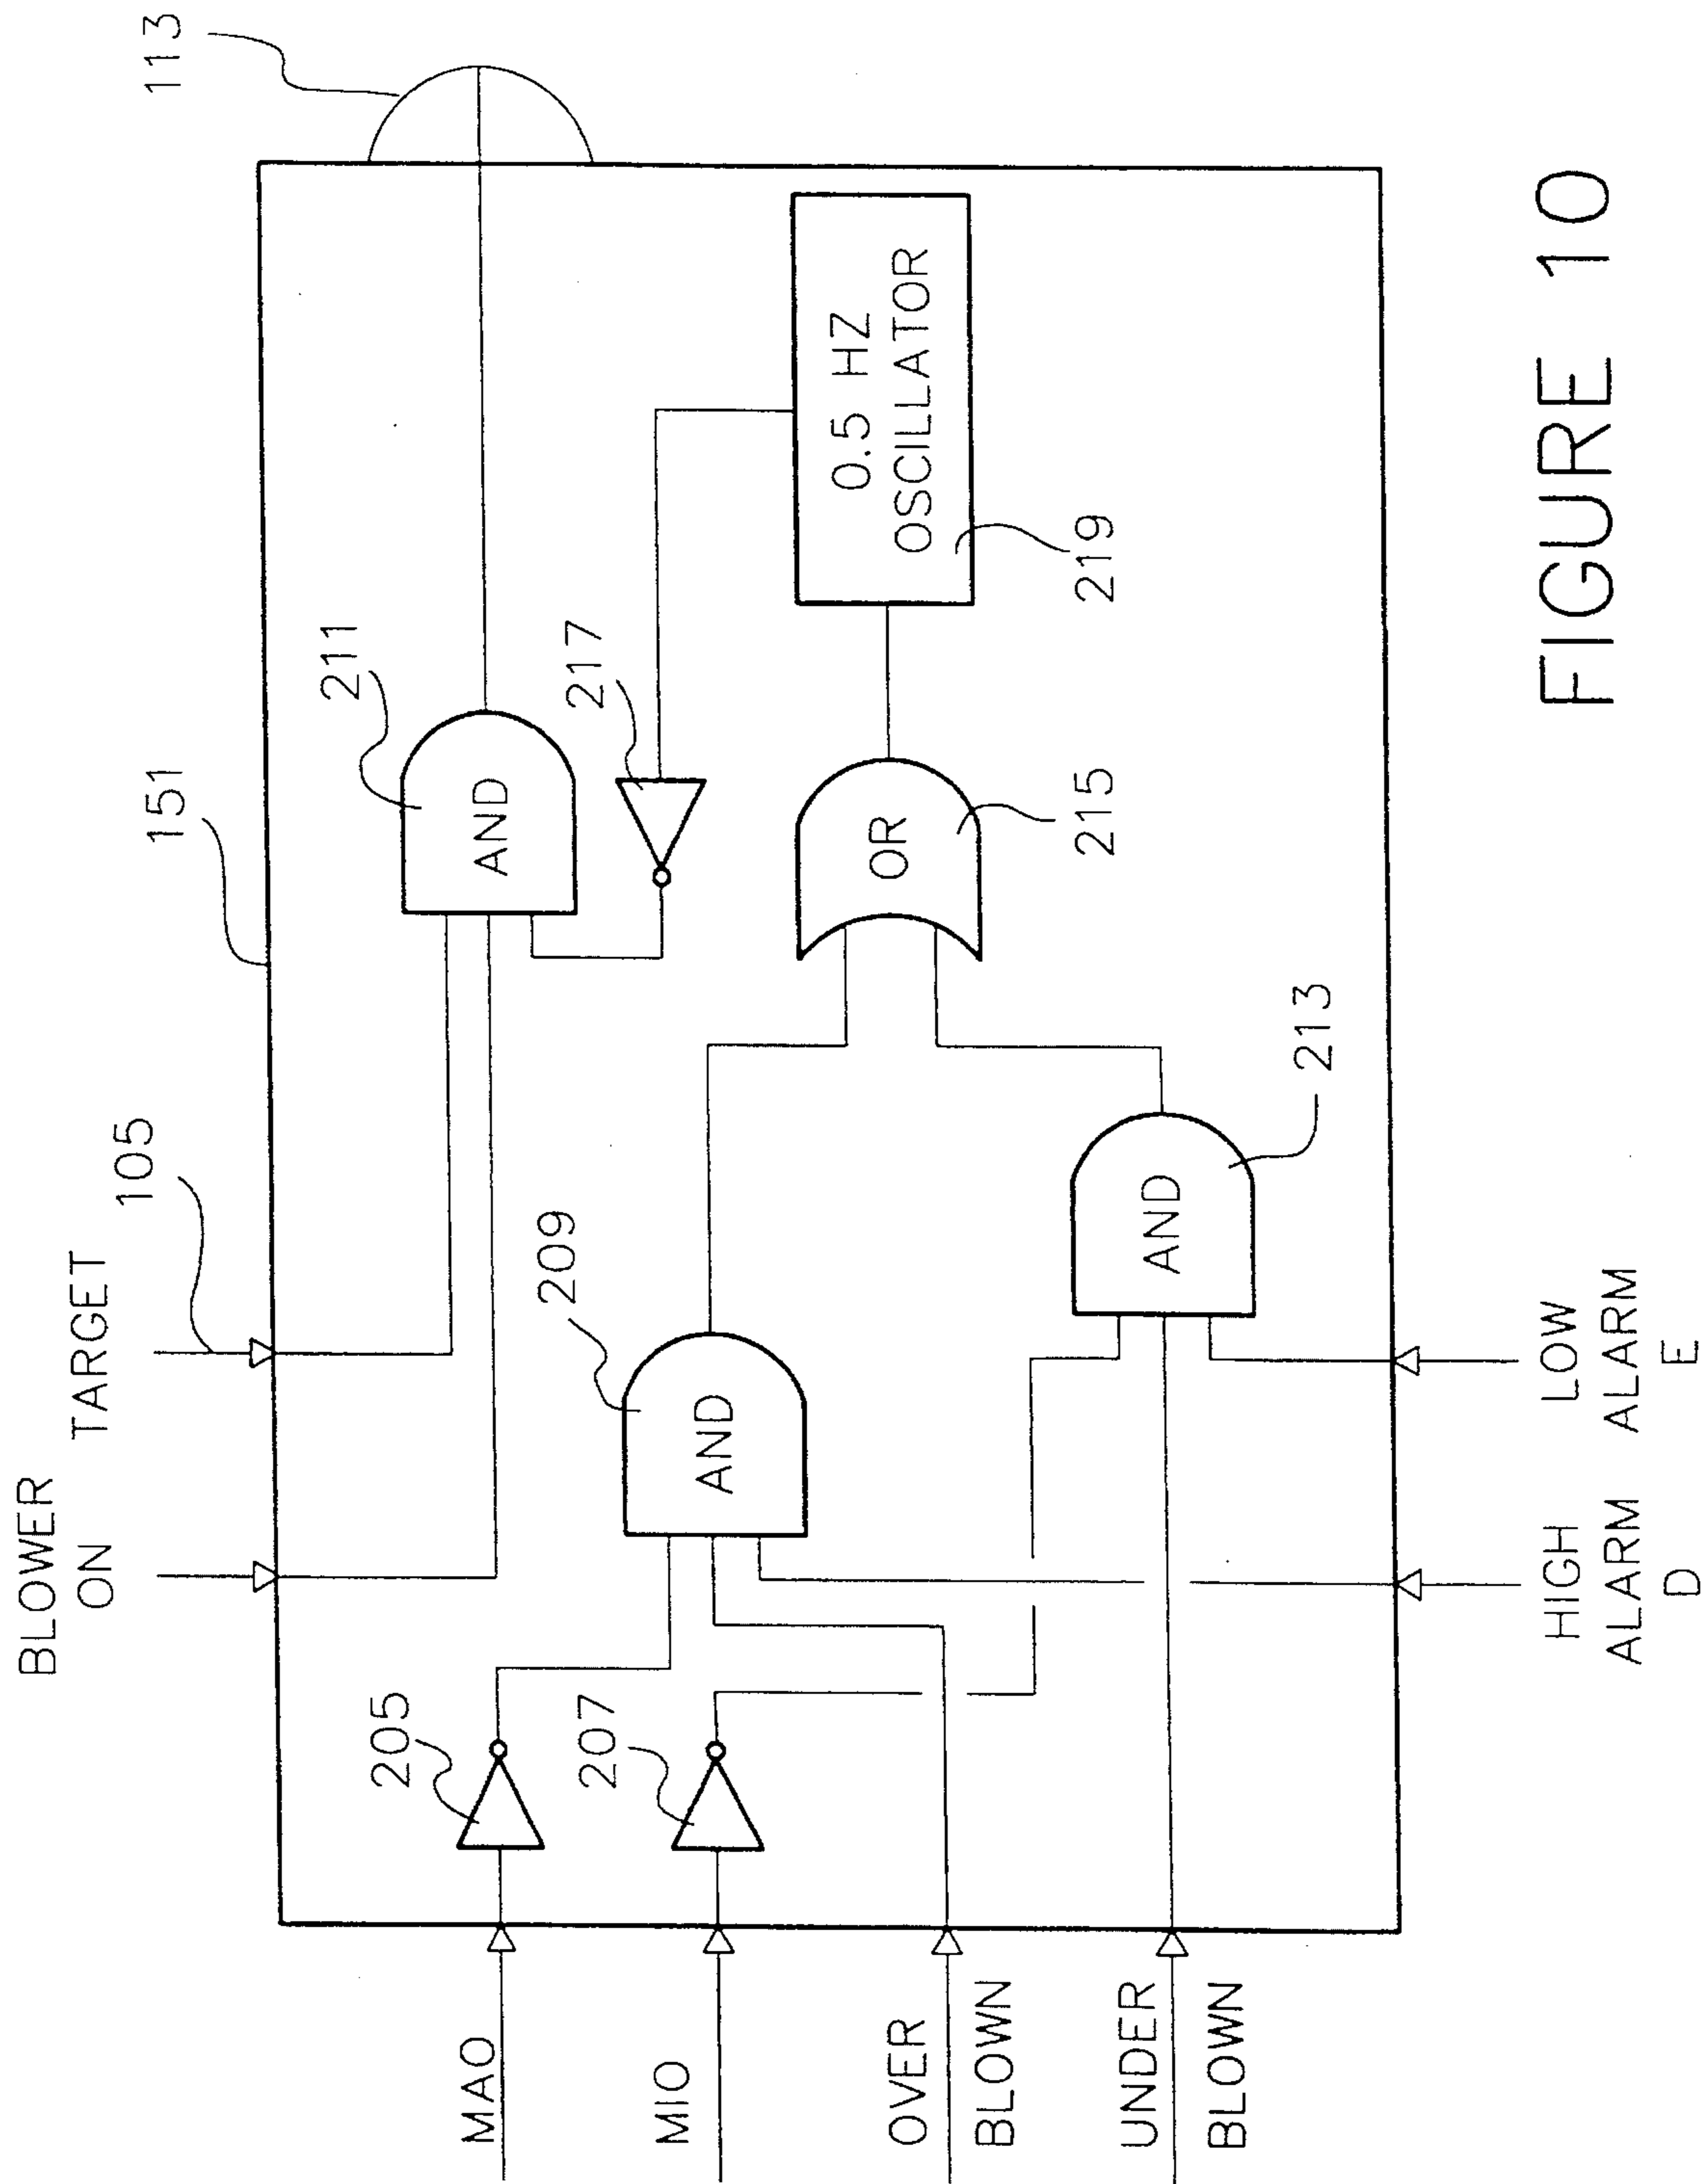 BLOWER
ON
TARGET
105
151
113
MAO
MIO
OVER
BLOWN
UNDER
BLOWN
205
207
209
AND
211
AND
217
0.5 HZ
OSCILLATOR
219
OR
215
AND
213
HIGH
ALARM
D
LOW
ALARM
E
FIGURE 10